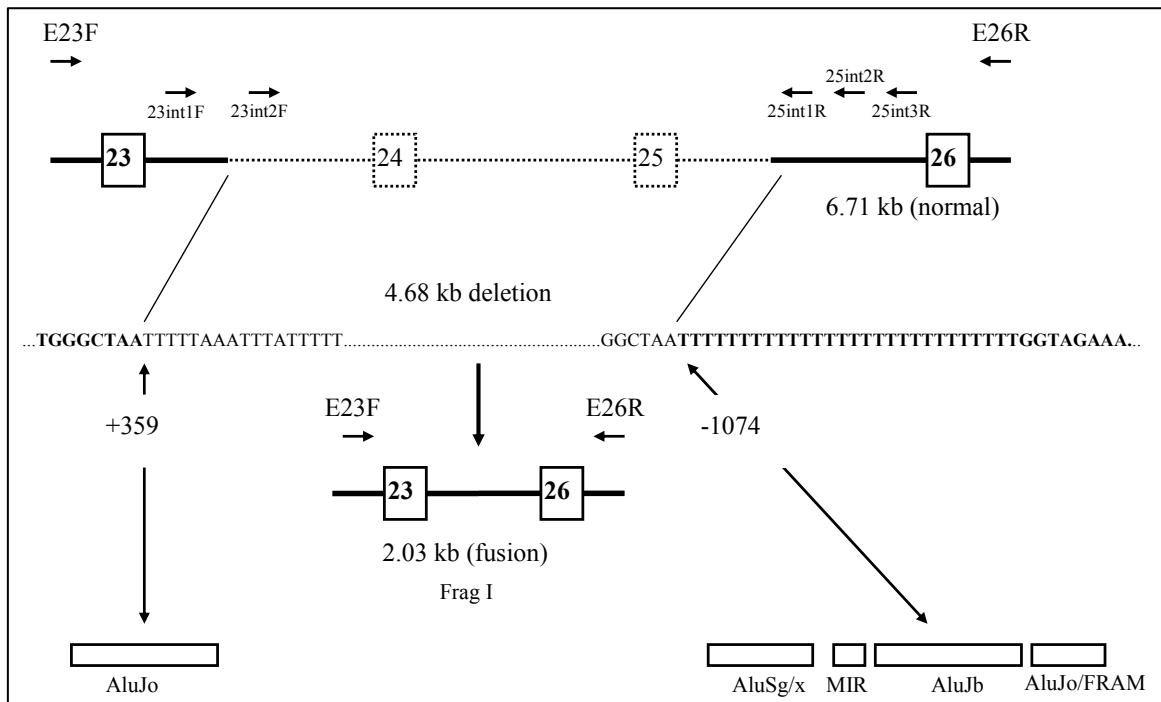 E23F E26R
25int2R
23int1F 23int2F 25int1R 25int3R
23 24 25 26
6.71 kb (normal)
4.68 kb deletion
...TGGGCTAATTTTTAAATTTATTTTT..........................................................GGCTAATTTTTTTTTTTTTTTTTTTTTTTTTTTTTGGTAGAAA....
E23F E26R
+359 -1074
23 26
2.03 kb (fusion)
Frag I
AluJo AluSg/x MIR AluJb AluJo/FRAM